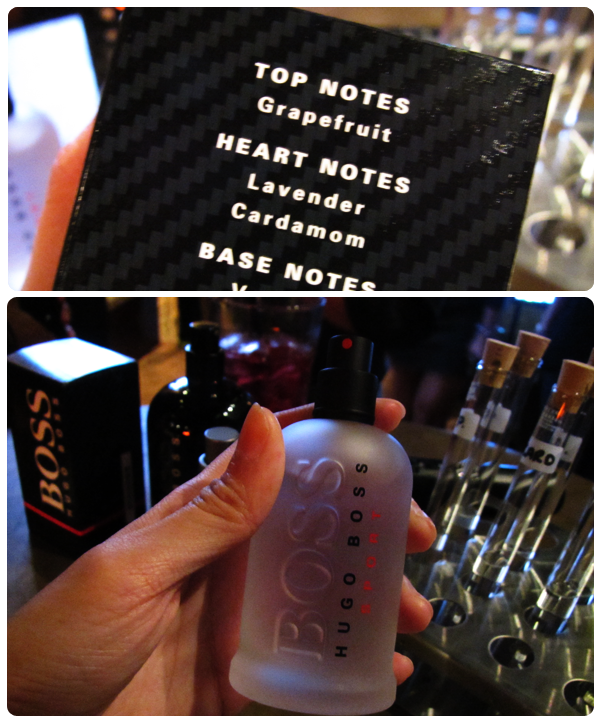 TOP NOTES
Grapefruit
HEART NOTES
Lavender
Cardamom
BASE NOTES
BOSS
HUGO BOSS
BOSS
HUGO BOSS